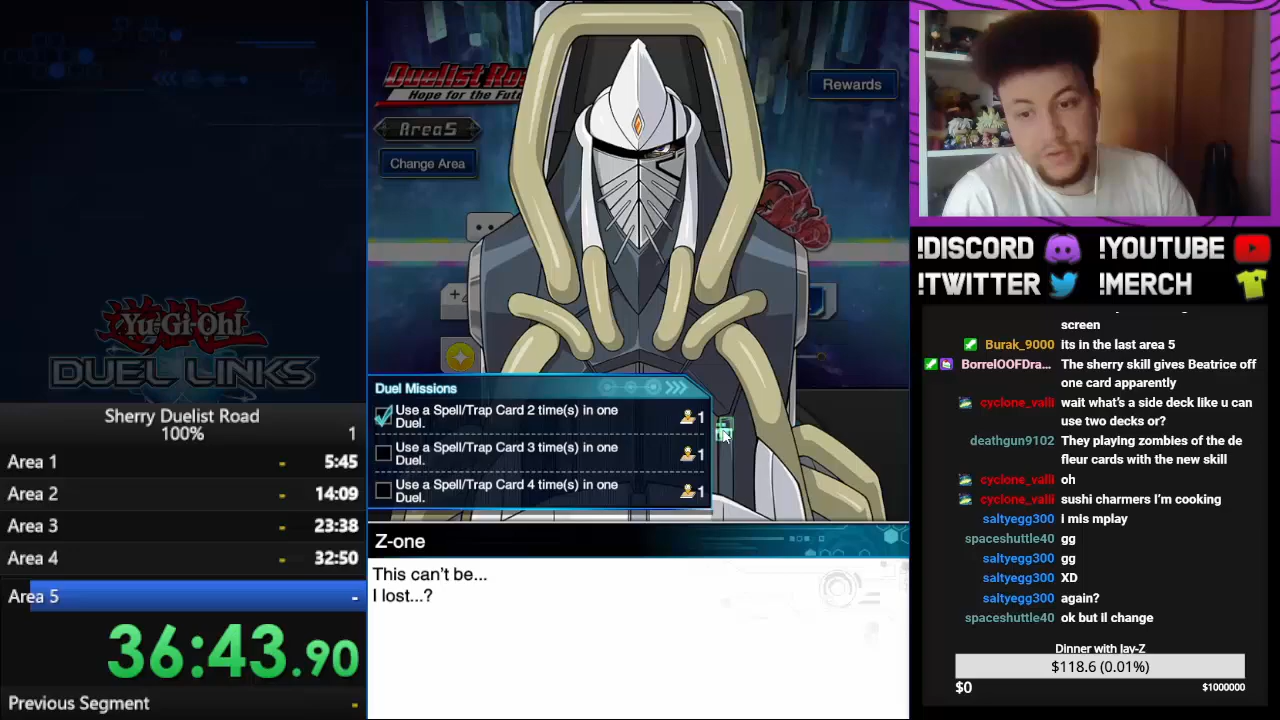 Yu-Gi-Oh!
DUEL LINKS
Sherry Duelist Road
100%
1
Area 1 - 5:45
Area 2 - 14:09
Area 3 - 23:38
Area 4 - 32:50
Area 5 -
36:43.90
Previous Segment -
Duelist Roa
Hope for the Futu
Area5
Change Area
Rewards
Duel Missions
Use a Spell/Trap Card 2 time(s) in one
Duel.
1
Use a Spell/Trap Card 3 time(s) in one
Duel.
1
Use a Spell/Trap Card 4 time(s) in one
Duel.
1
Z-one
This can't be...
I lost...?
!DISCORD !YOUTUBE
!TWITTER !MERCH
screen
Burak_9000 its in the last area 5
BorrelOOFDra... The sherry skill gives Beatrice off
one card apparently
cyclone_valli wait what's a side deck like u can
use two decks or?
deathgun9102 They playing zombies of the de
fleur cards with the new skill
cyclone_valli oh
cyclone_valli sushi charmers I'm cooking
saltyegg300 I mis mplay
spaceshuttle40 gg
saltyegg300 gg
saltyegg300 XD
saltyegg300 again?
spaceshuttle40 ok but il change
Dinner with lay-Z
$118.6 (0.01%)
$0 $1000000